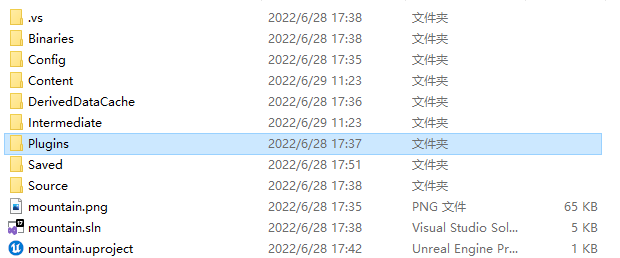 .vs 2022/6/28 17:38 文件夹
Binaries 2022/6/28 17:38 文件夹
Config 2022/6/28 17:35 文件夹
Content 2022/6/29 11:23 文件夹
DerivedDataCache 2022/6/28 17:36 文件夹
Intermediate 2022/6/29 11:23 文件夹
Plugins 2022/6/28 17:37 文件夹
Saved 2022/6/28 17:51 文件夹
Source 2022/6/28 17:38 文件夹
mountain.png 2022/6/28 17:35 PNG 文件 65 KB
mountain.sln 2022/6/28 17:38 Visual Studio Sol... 5 KB
mountain.uproject 2022/6/28 17:42 Unreal Engine Pr... 1 KB